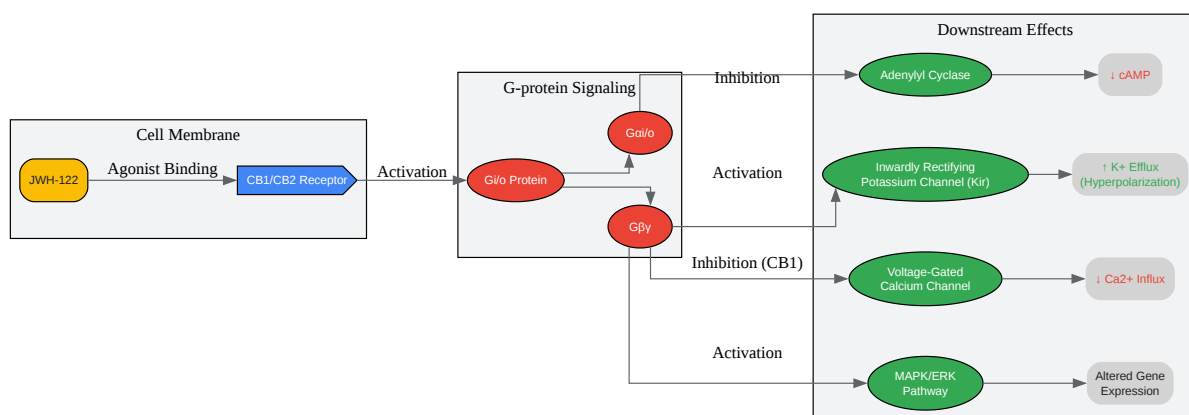 Downstream Effects
Inhibition
Adenylyl Cyclase
↓ cAMP
G-protein Signaling
Gαi/o
Cell Membrane
JWH-122
Agonist Binding
CB1/CB2 Receptor
Activation
Gi/o Protein
Activation
Inwardly Rectifying
Potassium Channel (Kir)
↑ K+ Efflux
(Hyperpolarization)
Gβγ
Inhibition (CB1)
Voltage-Gated
Calcium Channel
↓ Ca2+ Influx
Activation
MAPK/ERK
Pathway
Altered Gene
Expression